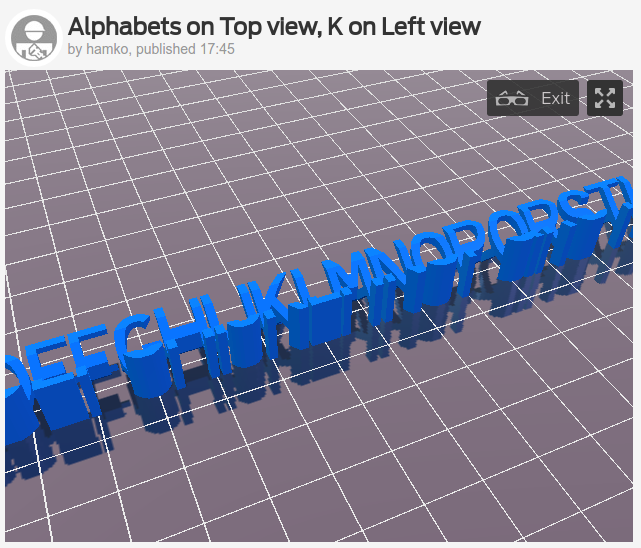 Alphabets on Top view, K on Left view
by hamko, published 17:45
Exit
DEFGHIJKLMNOPQRST